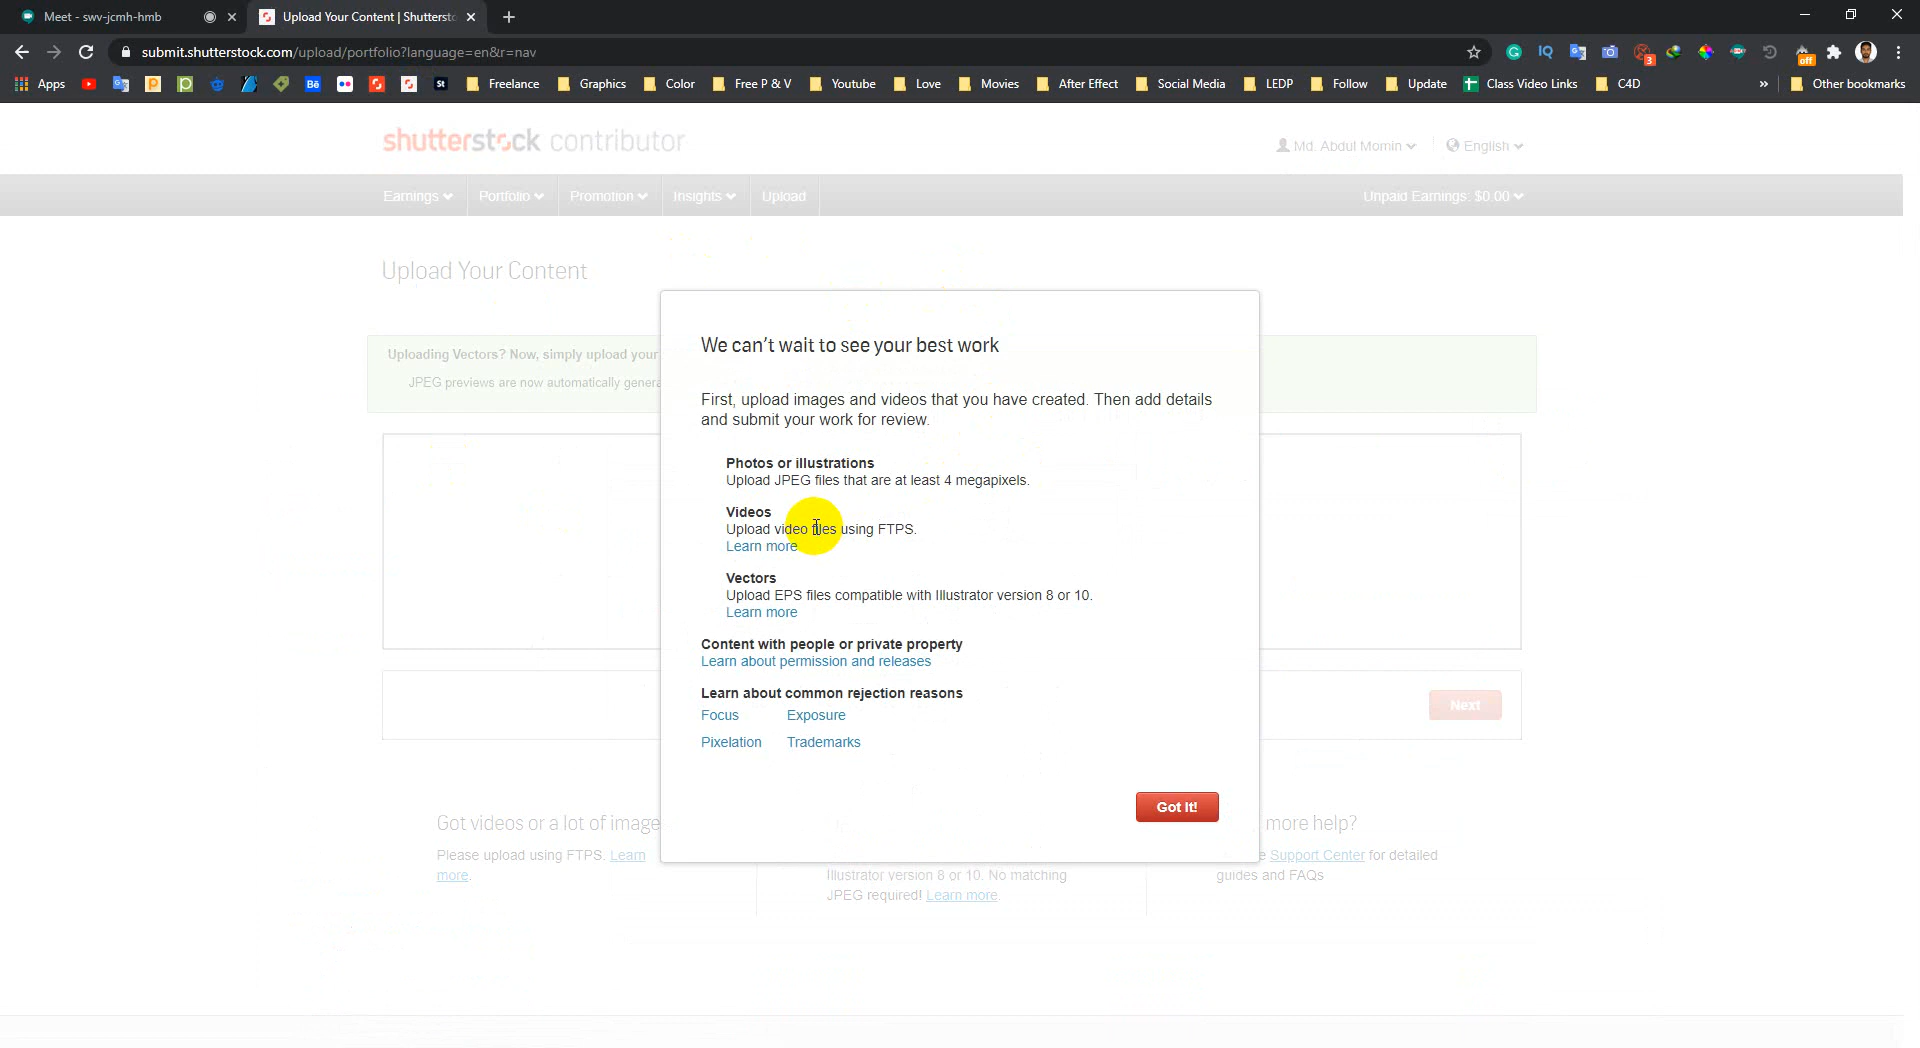 Meet - swv-jcmh-hmb
Upload Your Content | Shutterst
submit.shutterstock.com/upload/portfolio?language=en&r=nav
3
off
Apps
Bē
St
Freelance
Graphics
Color
Free P & V
Youtube
Love
Movies
After Effect
Social Media
LEDP
Follow
Update
Class Video Links
C4D
»
Other bookmarks
shutterstock contributor
Md. Abdul Momin
English
Earnings
Portfolio
Promotion
Insights
Upload
Unpaid Earnings: $0.00
Upload Your Content
Uploading Vectors? Now, simply upload your
JPEG previews are now automatically genera
We can't wait to see your best work
First, upload images and videos that you have created. Then add details
and submit your work for review.
Photos or illustrations
Upload JPEG files that are at least 4 megapixels.
Videos
Upload video files using FTPS.
Learn more
Vectors
Upload EPS files compatible with Illustrator version 8 or 10.
Learn more
Content with people or private property
Learn about permission and releases
Learn about common rejection reasons
Focus Exposure
Pixelation Trademarks
Got It!
Next
Got videos or a lot of image
Please upload using FTPS. Learn
more.
Illustrator version 8 or 10. No matching
JPEG required! Learn more.
more help?
e Support Center for detailed
guides and FAQs